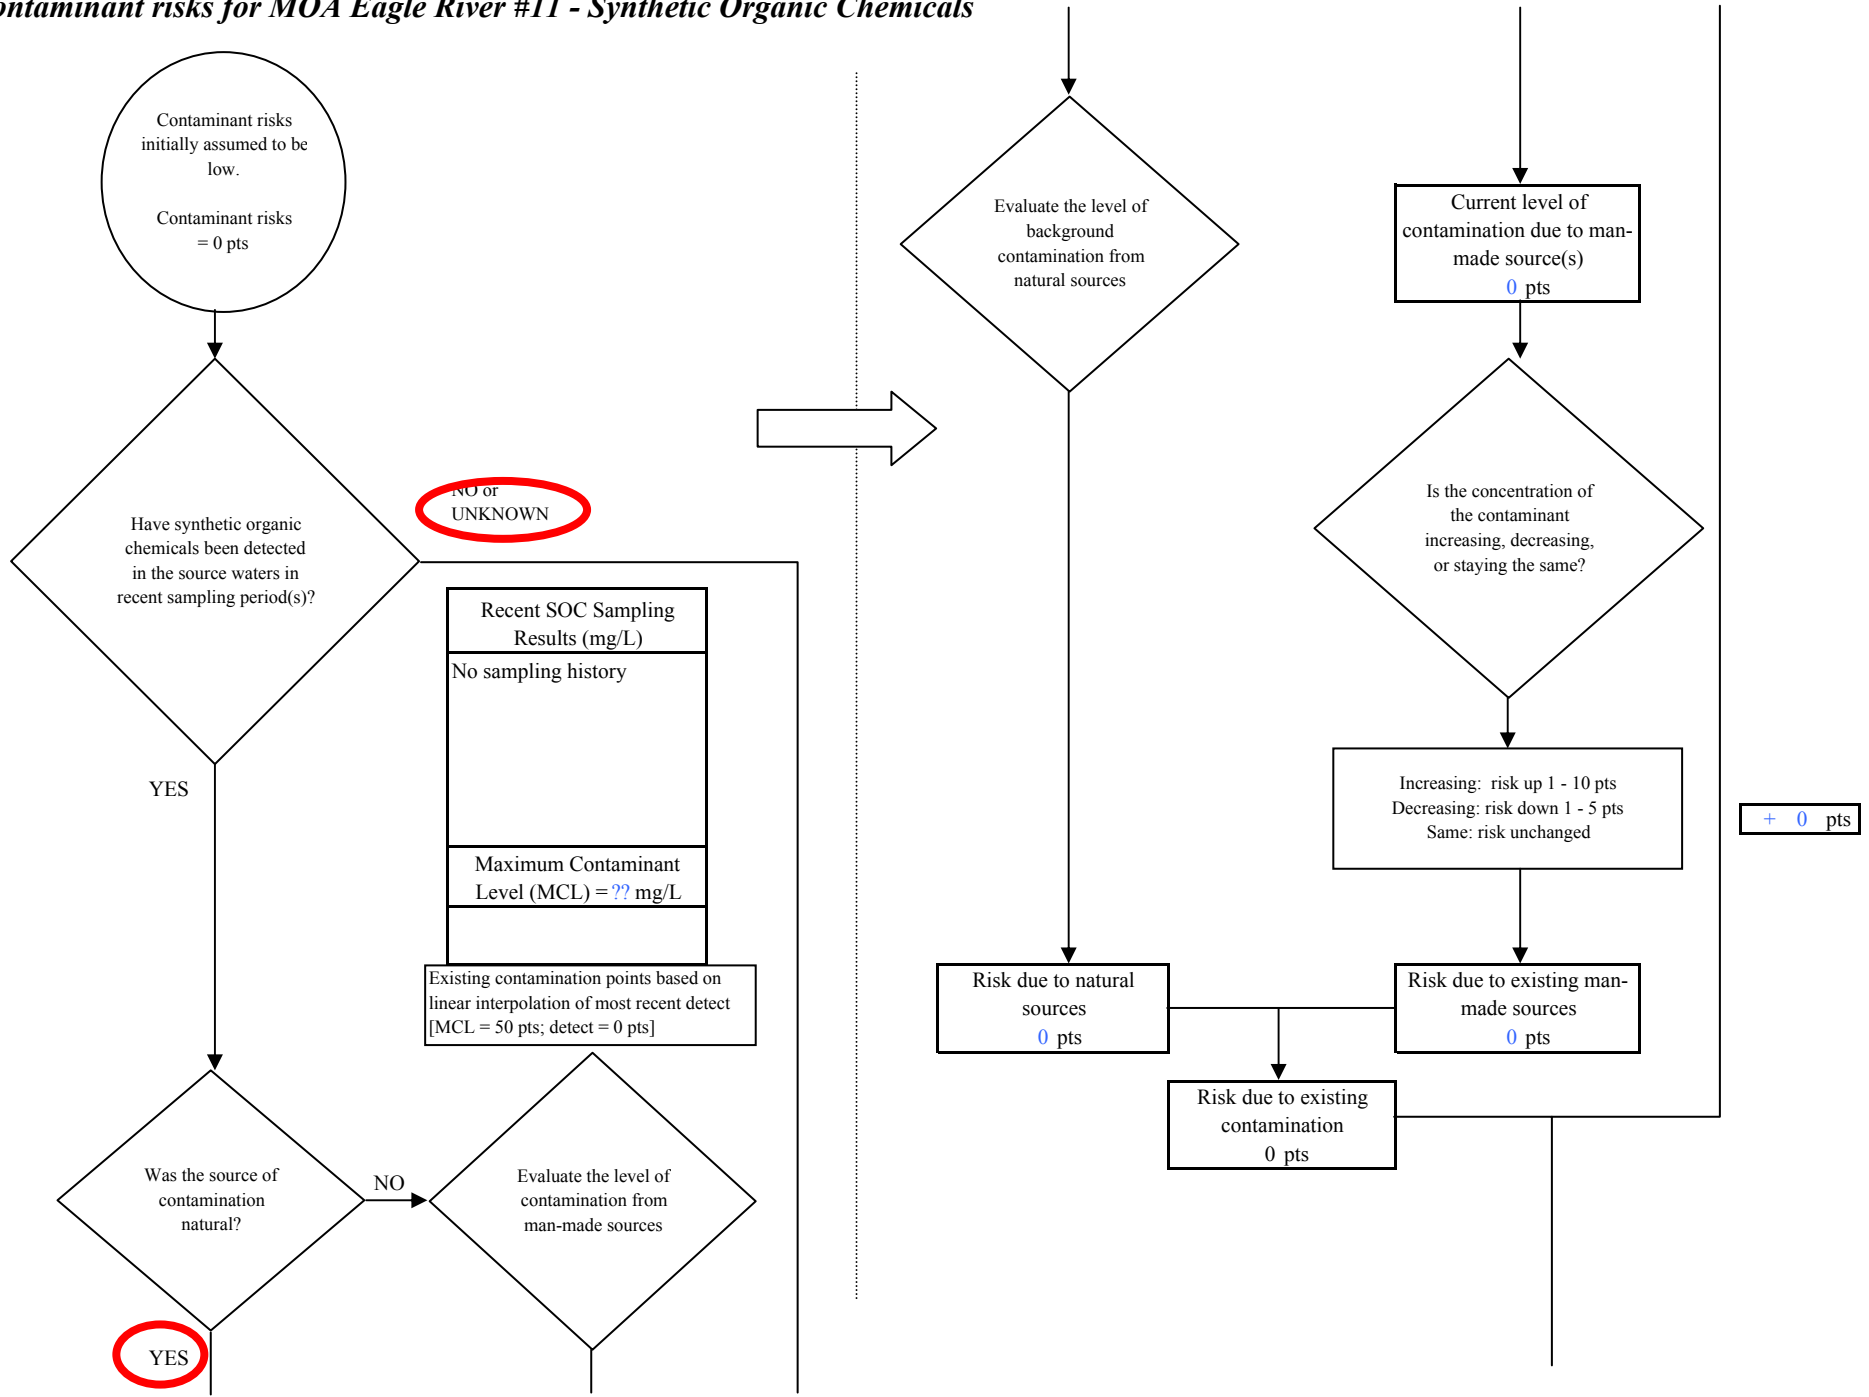 ontaminant risks for MOA Eagle River #11 - Synthetic Organic Chemicals
Contaminant risks
initially assumed to be
low.
Contaminant risks
= 0 pts
Have synthetic organic
chemicals been detected
in the source waters in
recent sampling period(s)?
NO or
UNKNOWN
YES
Recent SOC Sampling
Results (mg/L)
No sampling history
Maximum Contaminant
Level (MCL) = ?? mg/L
Existing contamination points based on
linear interpolation of most recent detect
[MCL = 50 pts; detect = 0 pts]
Was the source of
contamination
natural?
NO
YES
Evaluate the level of
contamination from
man-made sources
Evaluate the level of
background
contamination from
natural sources
Current level of
contamination due to man-
made source(s)
0 pts
Is the concentration of
the contaminant
increasing, decreasing,
or staying the same?
Increasing: risk up 1 - 10 pts
Decreasing: risk down 1 - 5 pts
Same: risk unchanged
+ 0 pts
Risk due to natural
sources
0 pts
Risk due to existing man-
made sources
0 pts
Risk due to existing
contamination
0 pts